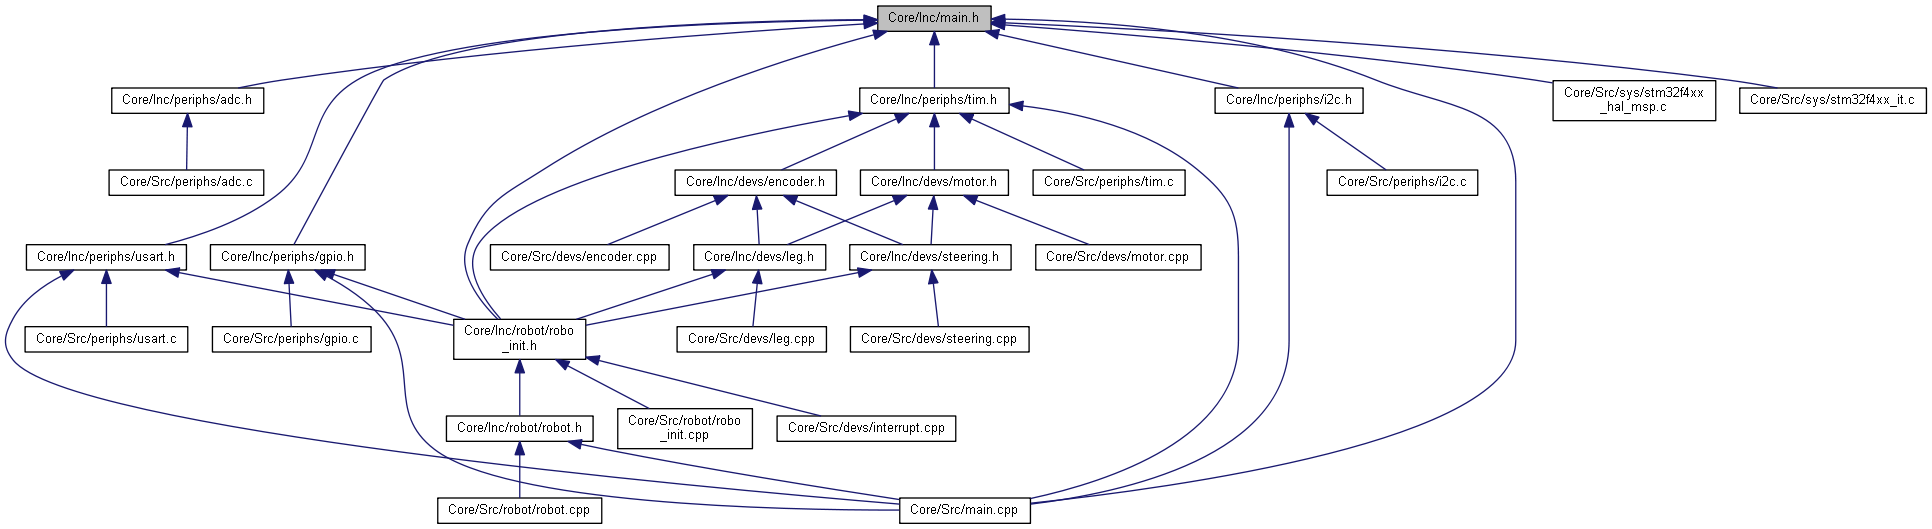 Core/Inc/main.h
Core/Inc/periphs/adc.h
Core/Inc/periphs/tim.h
Core/Inc/periphs/i2c.h
Core/Src/sys/stm32f4xx
_hal_msp.c
Core/Src/sys/stm32f4xx_it.c
Core/Src/periphs/adc.c
Core/Inc/devs/encoder.h
Core/Inc/devs/motor.h
Core/Src/periphs/tim.c
Core/Src/periphs/i2c.c
Core/Inc/periphs/usart.h
Core/Inc/periphs/gpio.h
Core/Src/devs/encoder.cpp
Core/Inc/devs/leg.h
Core/Inc/devs/steering.h
Core/Src/devs/motor.cpp
Core/Src/periphs/usart.c
Core/Src/periphs/gpio.c
Core/Inc/robot/robo
_init.h
Core/Src/devs/leg.cpp
Core/Src/devs/steering.cpp
Core/Inc/robot/robot.h
Core/Src/robot/robo
_init.cpp
Core/Src/devs/interrupt.cpp
Core/Src/robot/robot.cpp
Core/Src/main.cpp